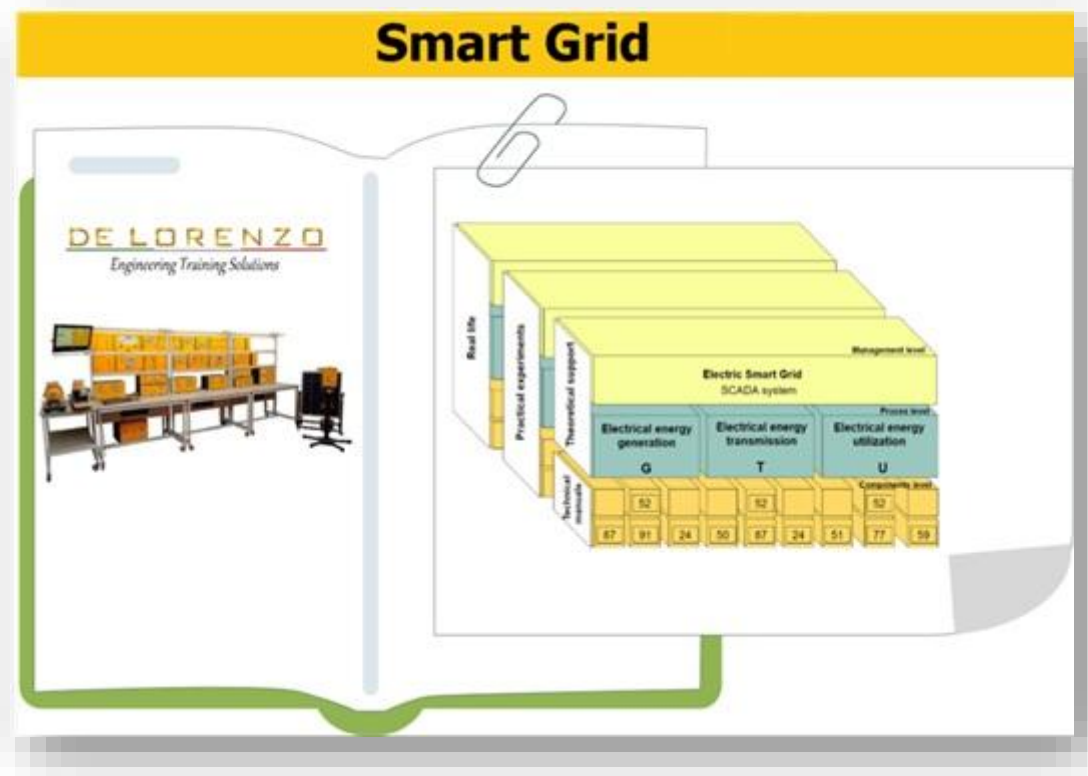 Smart Grid
DE LORENZO
Engineering Training Solutions
Real life
Practical experiments
Theoretical support
Technical
manuals
Management level
Electric Smart Grid
SCADA system
Proces level
Electrical energy
generation
G
Electrical energy
transmission
T
Electrical energy
utilization
U
Components level
52
52
52
87 91 24 50 87 24 51 77 59